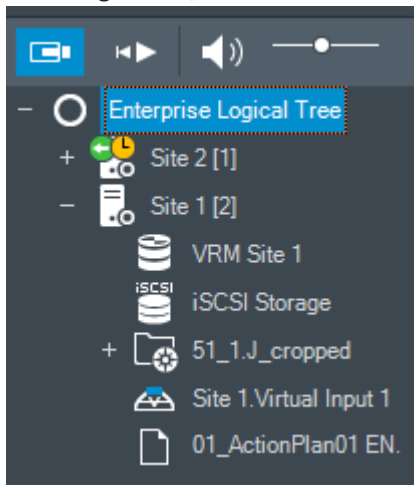 Enterprise Logical Tree
Site 2 [1]
Site 1 [2]
VRM Site 1
iSCSI
iSCSI Storage
51_1.J_cropped
Site 1.Virtual Input 1
01_ActionPlan01 EN.